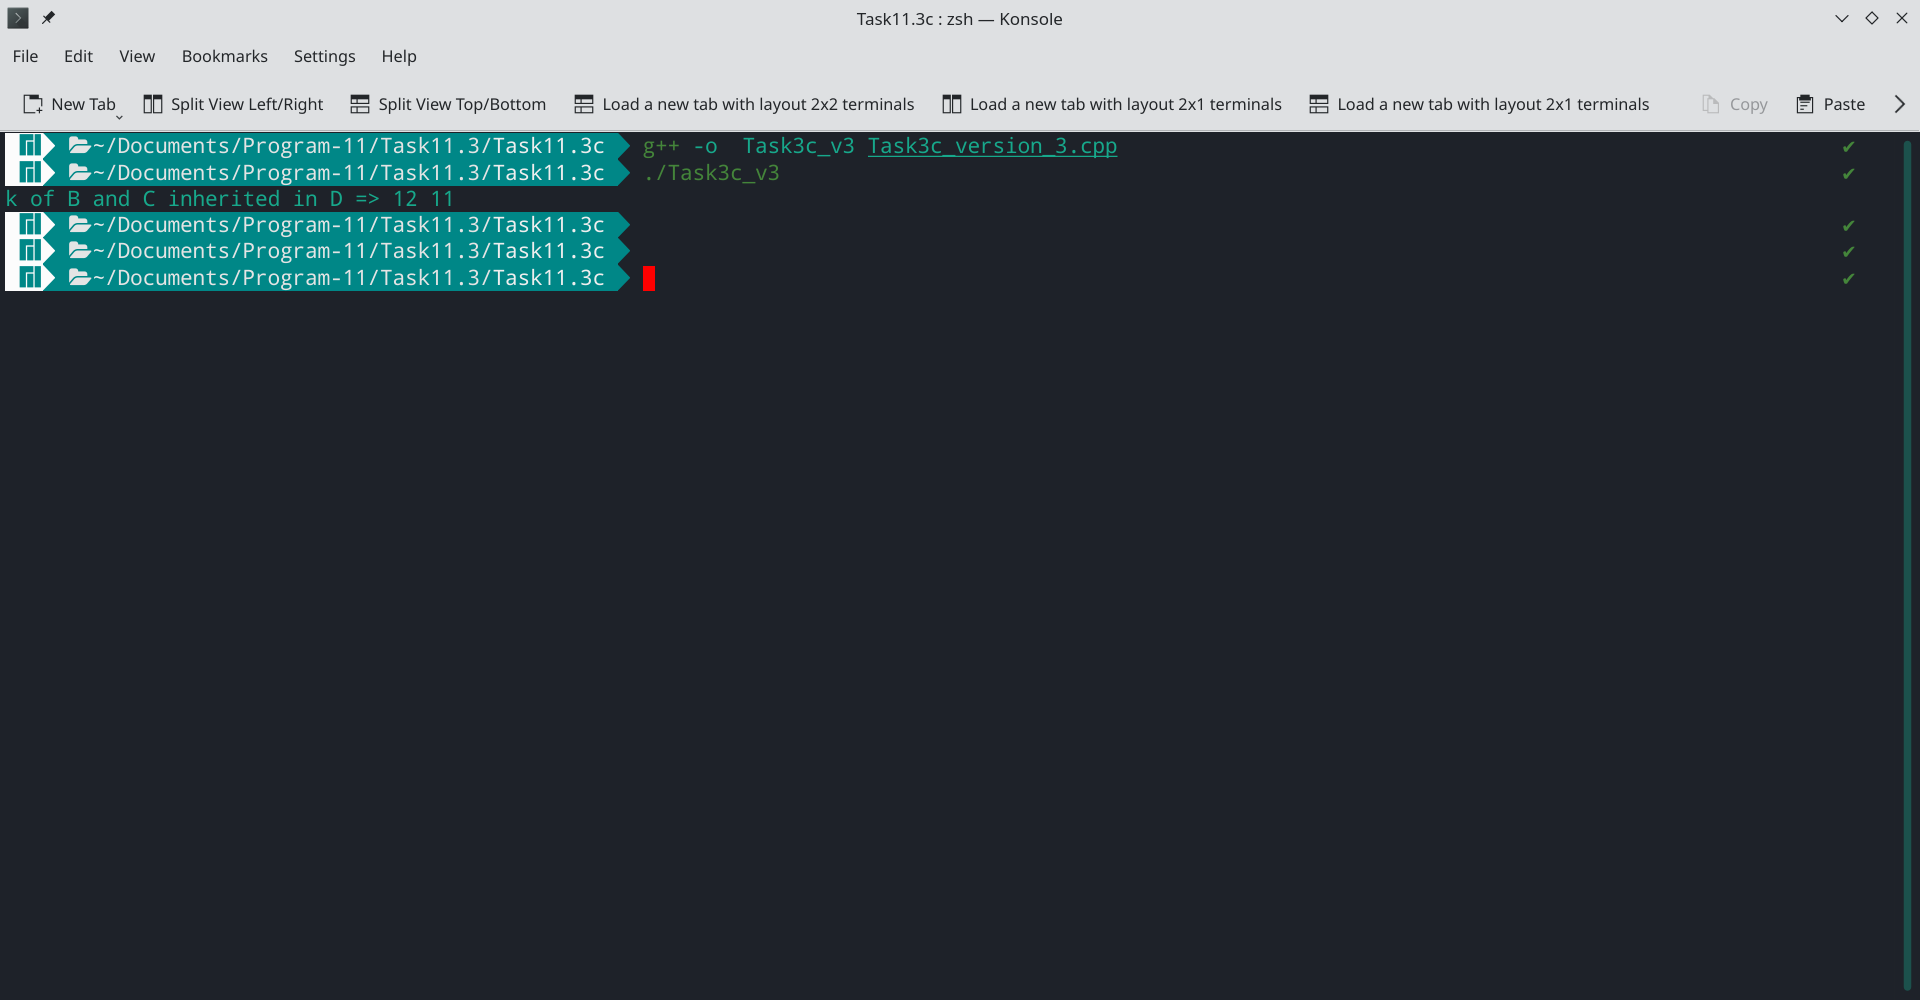 Task11.3c : zsh — Konsole
File Edit View Bookmarks Settings Help
New Tab Split View Left/Right Split View Top/Bottom Load a new tab with layout 2x2 terminals Load a new tab with layout 2x1 terminals Load a new tab with layout 2x1 terminals Copy Paste
~/Documents/Program-11/Task11.3/Task11.3c g++ -o  Task3c_v3 Task3c_version_3.cpp ✔
~/Documents/Program-11/Task11.3/Task11.3c ./Task3c_v3 ✔
k of B and C inherited in D => 12 11
~/Documents/Program-11/Task11.3/Task11.3c ✔
~/Documents/Program-11/Task11.3/Task11.3c ✔
~/Documents/Program-11/Task11.3/Task11.3c ✔